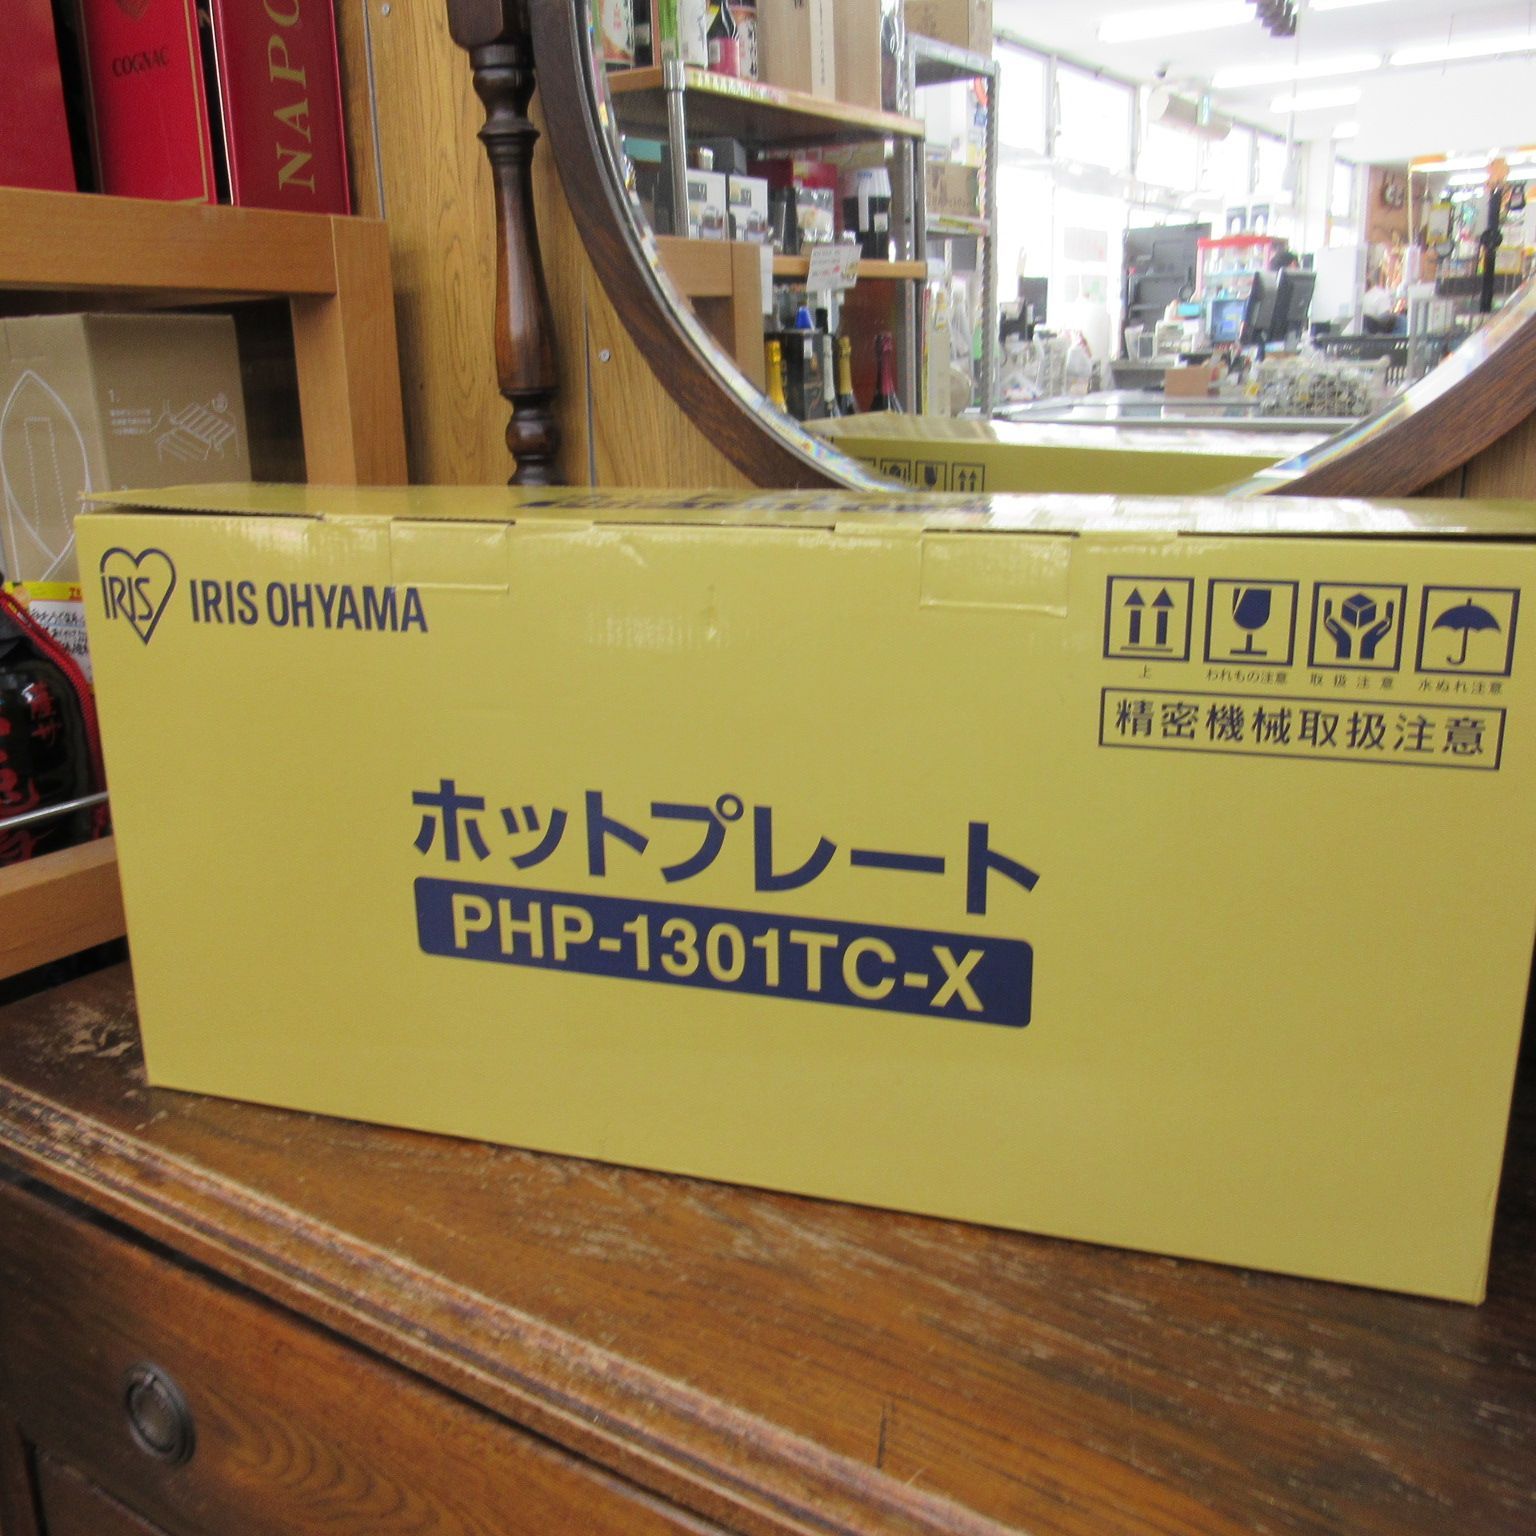 COGNAC
NAPO
1.
IRIS
IRIS OHYAMA
上
われもの注意
取扱注意
水ぬれ注意
精密機械取扱注意
ホットプレート
PHP-1301TC-X